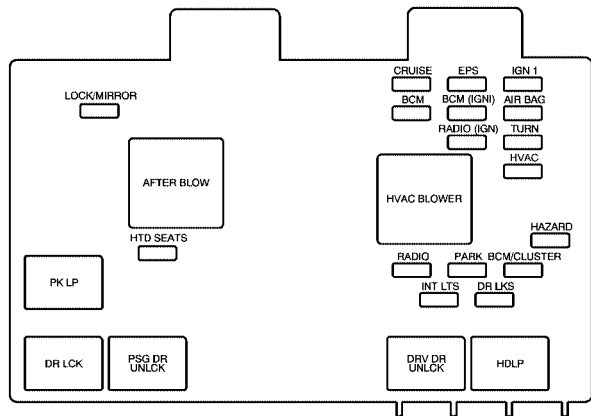 CRUISE EPS IGN 1
LOCK/MIRROR
BCM BCM (IGNI) AIR BAG
RADIO (IGN) TURN
HVAC
AFTER BLOW
HVAC BLOWER
HAZARD
HTD SEATS
RADIO PARK BCM/CLUSTER
PK LP
INT LTS DR LKS
DR LCK
PSG DR
UNLCK
DRV DR
UNLCK
HDLP